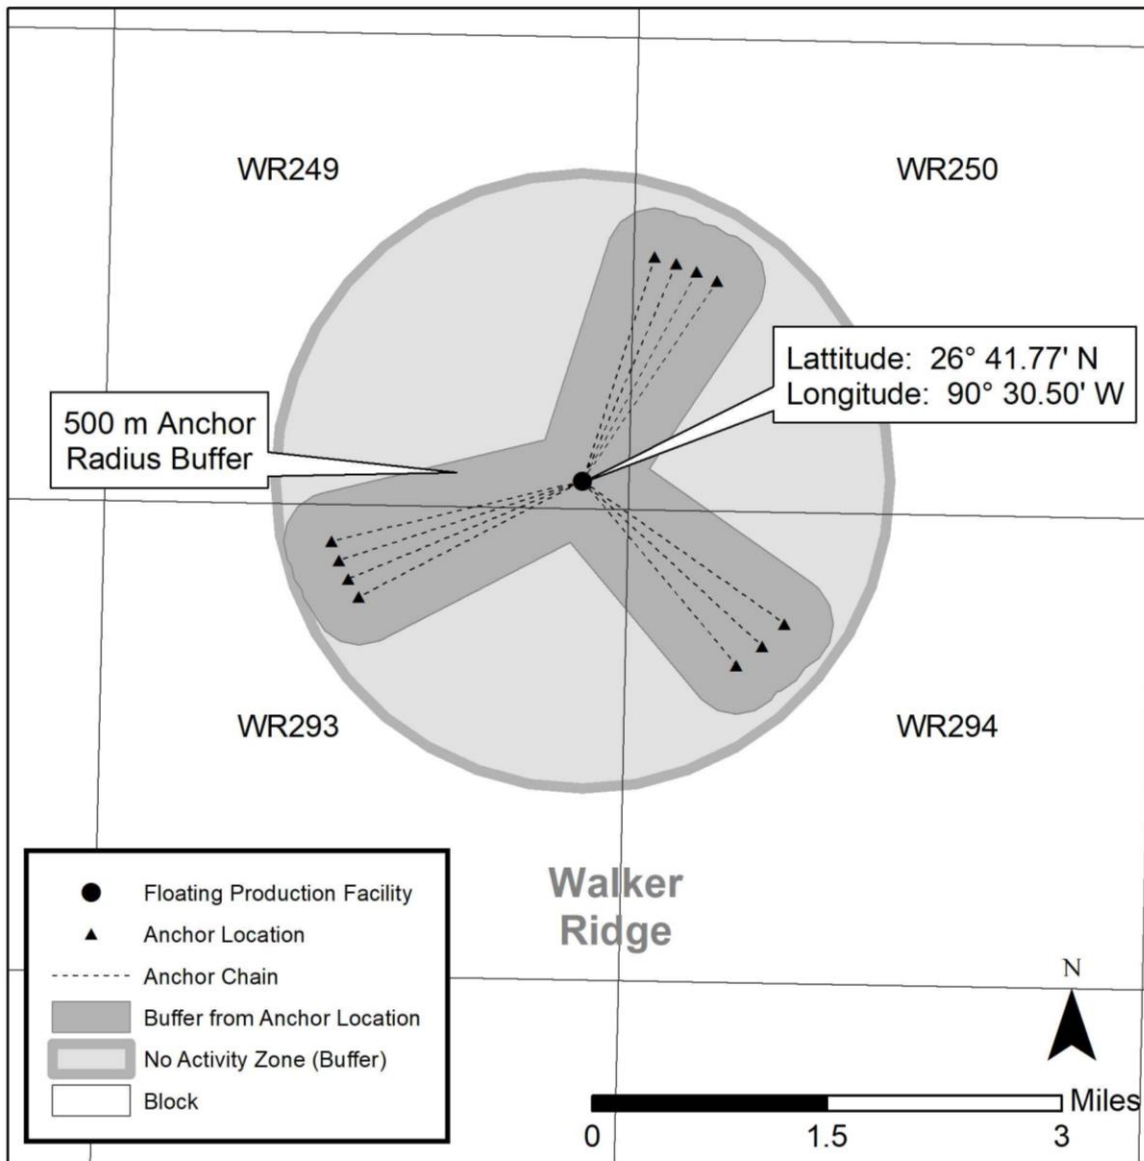 WR249
WR250
Lattitude: 26° 41.77' N
Longitude: 90° 30.50' W
500 m Anchor
Radius Buffer
WR293
WR294
Walker
Ridge
Floating Production Facility
Anchor Location
Anchor Chain
Buffer from Anchor Location
No Activity Zone (Buffer)
Block
N
Miles
0 1.5 3